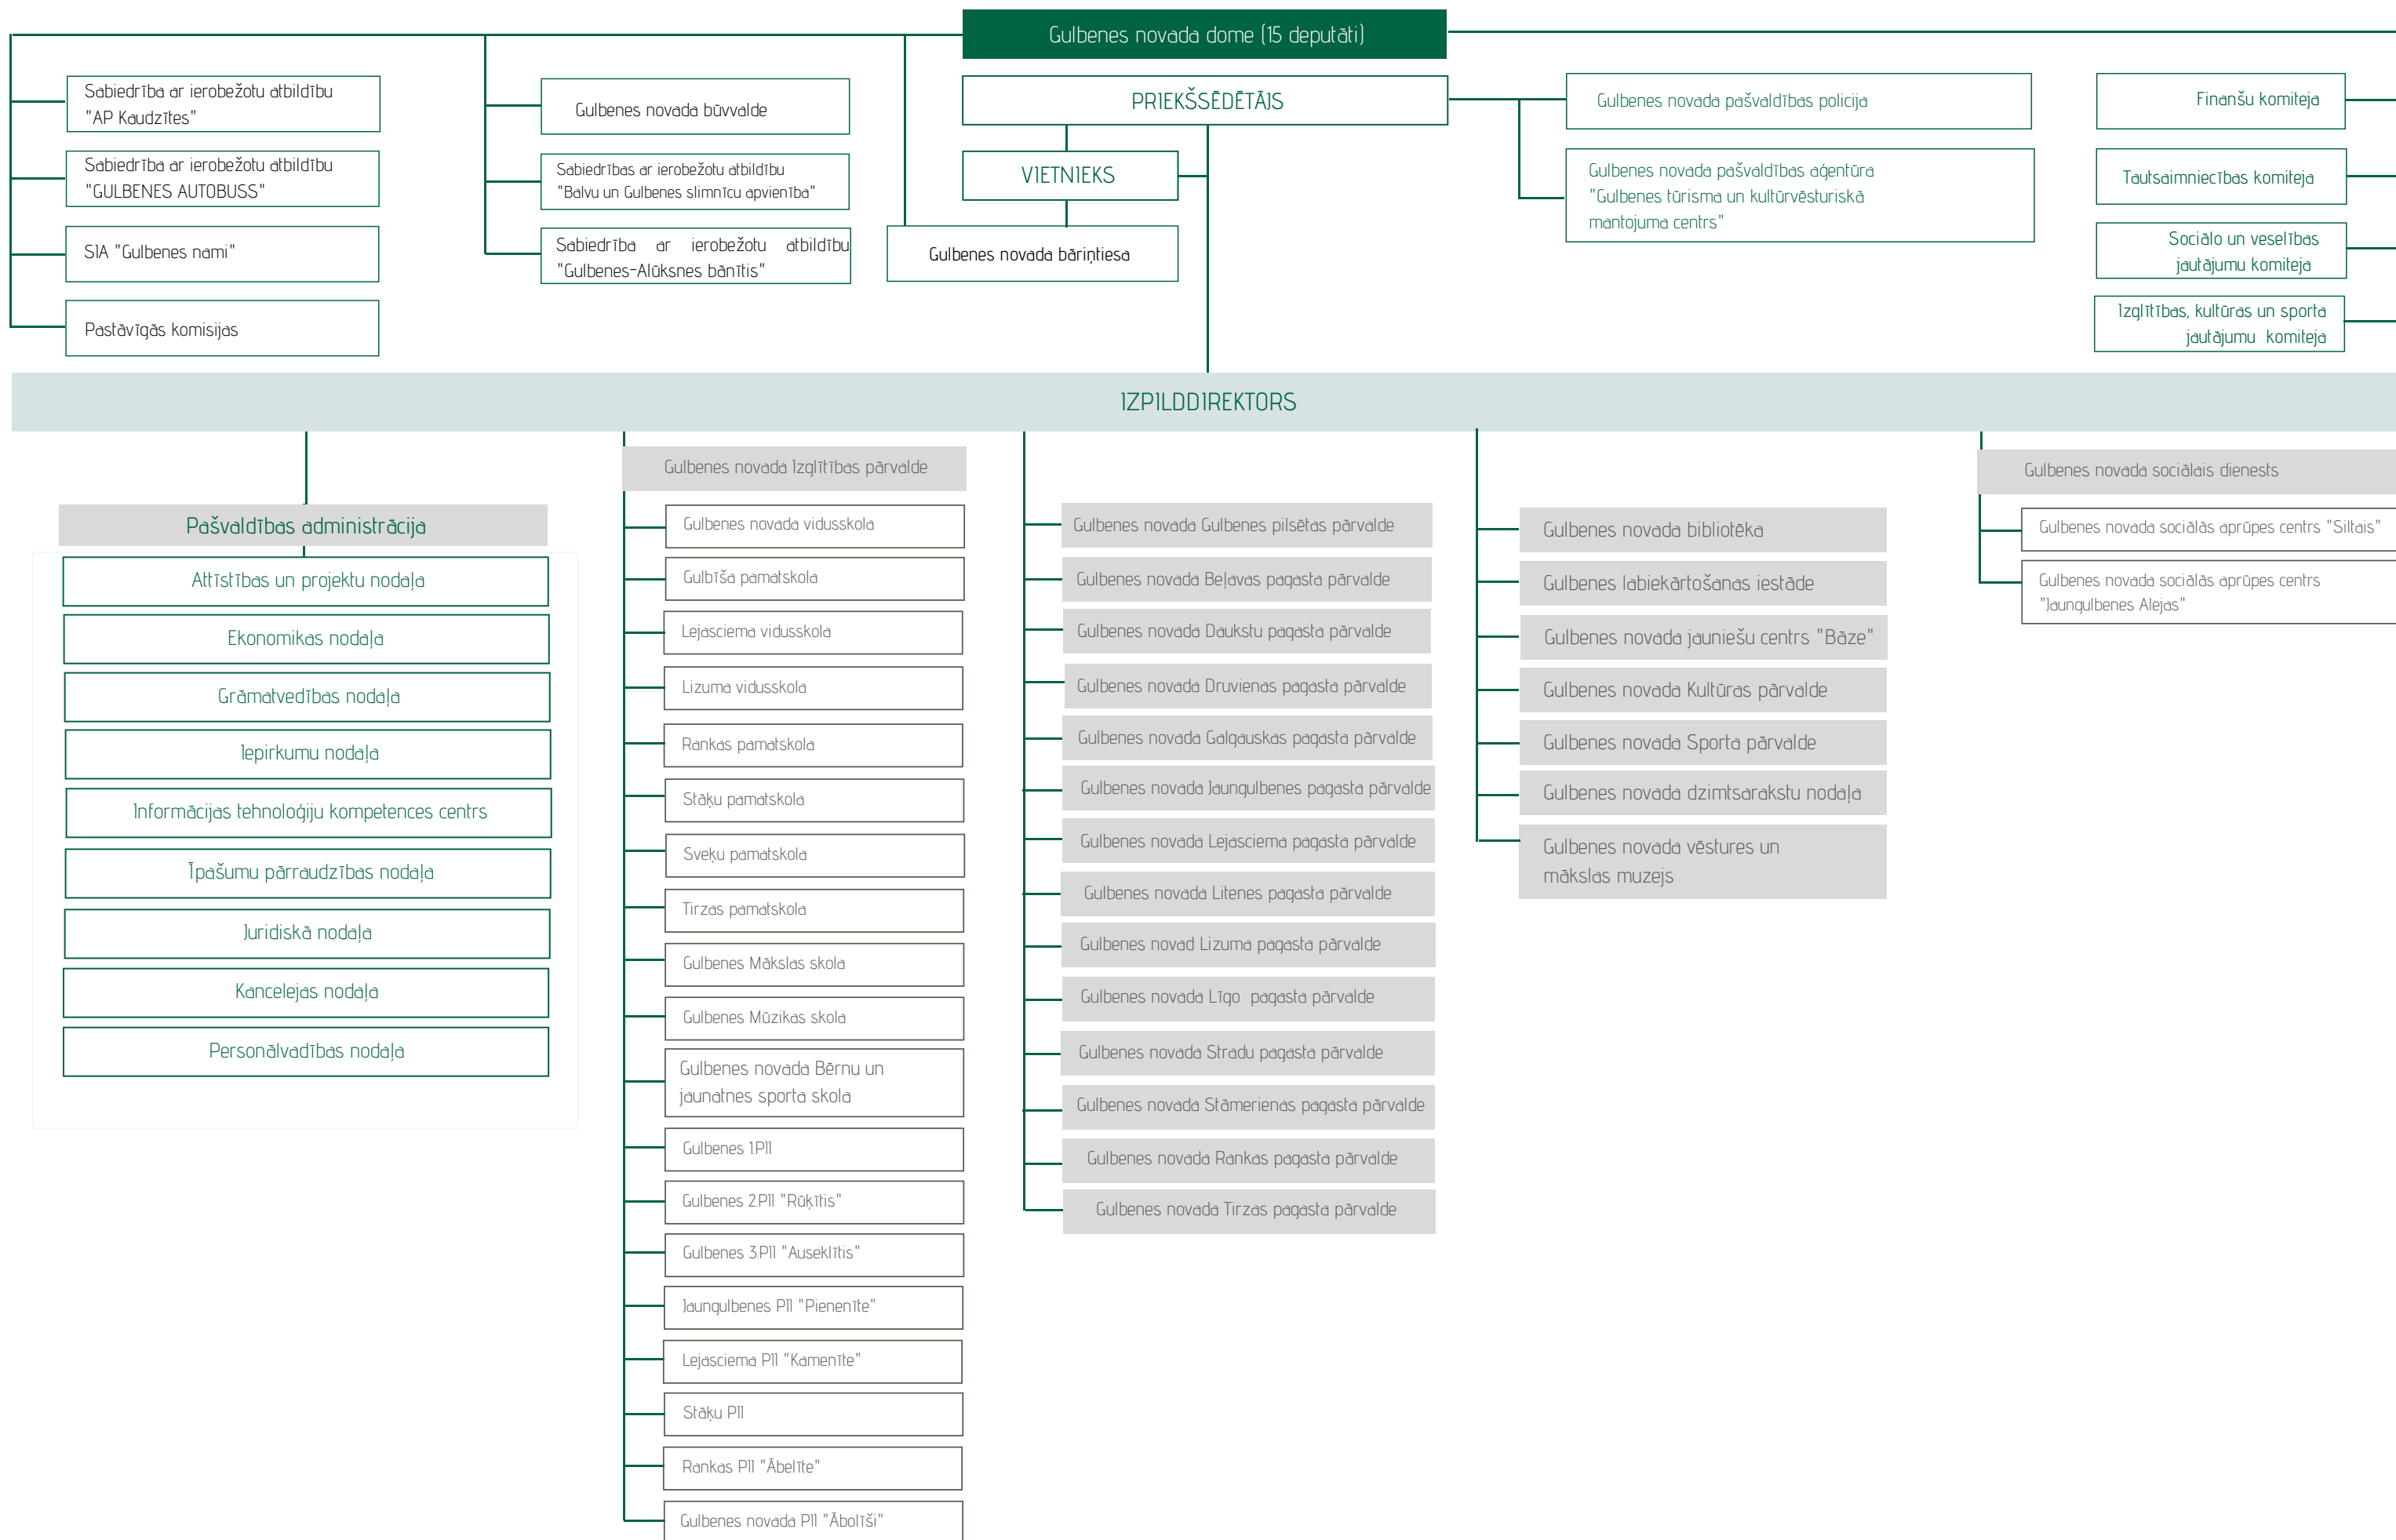 Gulbenes novada dome (15 deputāti)
Sabiedrība ar ierobežotu atbildību
"AP Kaudzītes"
Sabiedrība ar ierobežotu atbildību
"GULBENES AUTOBUSS"
SIA "Gulbenes nami"
Pastāvīgās komisijas
Gulbenes novada būvvalde
Sabiedrības ar ierobežotu atbildību
"Balvu un Gulbenes slimnīcu apvienība"
Sabiedrība ar ierobežotu atbildību
"Gulbenes-Alūksnes bānītis"
PRIEKŠSĒDĒTĀJS
VIETNIEKS
Gulbenes novada bāriņtiesa
Gulbenes novada pašvaldības policija
Gulbenes novada pašvaldības aģentūra
"Gulbenes tūrisma un kultūrvēsturiskā
mantojuma centrs"
Finanšu komiteja
Tautsaimniecības komiteja
Sociālo un veselības
jautājumu komiteja
Izglītības, kultūras un sporta
jautājumu komiteja
IZPILDDIREKTORS
Pašvaldības administrācija
Attīstības un projektu nodaļa
Ekonomikas nodaļa
Grāmatvedības nodaļa
Iepirkumu nodaļa
Informācijas tehnoloģiju kompetences centrs
Īpašumu pārraudzības nodaļa
Juridiskā nodaļa
Kancelejas nodaļa
Personālvadības nodaļa
Gulbenes novada Izglītības pārvalde
Gulbenes novada vidusskola
Gulbīša pamatskola
Lejasciema vidusskola
Lizuma vidusskola
Rankas pamatskola
Stāķu pamatskola
Sveķu pamatskola
Tirzas pamatskola
Gulbenes Mākslas skola
Gulbenes Mūzikas skola
Gulbenes novada Bērnu un
jaunatnes sporta skola
Gulbenes 1.PII
Gulbenes 2.PII "Rūķītis"
Gulbenes 3.PII "Auseklītis"
Jaungulbenes PII "Pienenīte"
Lejasciema PII "Kamenīte"
Stāķu PII
Rankas PII "Ābelīte"
Gulbenes novada PII "Ābolīši"
Gulbenes novada Gulbenes pilsētas pārvalde
Gulbenes novada Beļavas pagasta pārvalde
Gulbenes novada Daukstu pagasta pārvalde
Gulbenes novada Druvienas pagasta pārvalde
Gulbenes novada Galgauskas pagasta pārvalde
Gulbenes novada Jaungulbenes pagasta pārvalde
Gulbenes novada Lejasciema pagasta pārvalde
Gulbenes novada Litenes pagasta pārvalde
Gulbenes novad Lizuma pagasta pārvalde
Gulbenes novada Līgo pagasta pārvalde
Gulbenes novada Stradu pagasta pārvalde
Gulbenes novada Stāmerienas pagasta pārvalde
Gulbenes novada Rankas pagasta pārvalde
Gulbenes novada Tirzas pagasta pārvalde
Gulbenes novada bibliotēka
Gulbenes labiekārtošanas iestāde
Gulbenes novada jauniešu centrs "Bāze"
Gulbenes novada Kultūras pārvalde
Gulbenes novada Sporta pārvalde
Gulbenes novada dzimtsarakstu nodaļa
Gulbenes novada vēstures un
mākslas muzejs
Gulbenes novada sociālais dienests
Gulbenes novada sociālās aprūpes centrs "Siltais"
Gulbenes novada sociālās aprūpes centrs
"Jaungulbenes Alejas"